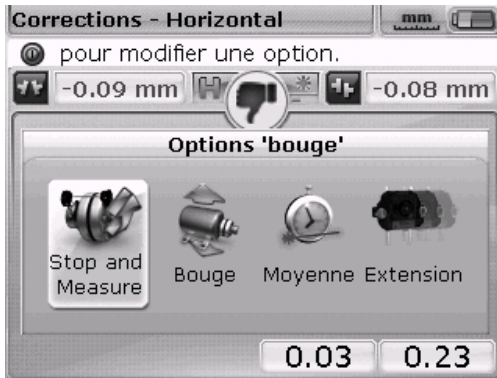 Corrections - Horizontal mm
pour modifier une option.
-0.09 mm H -0.08 mm
Options 'bouge'
Stop and Measure
Bouge
Moyenne
Extension
0.03 0.23